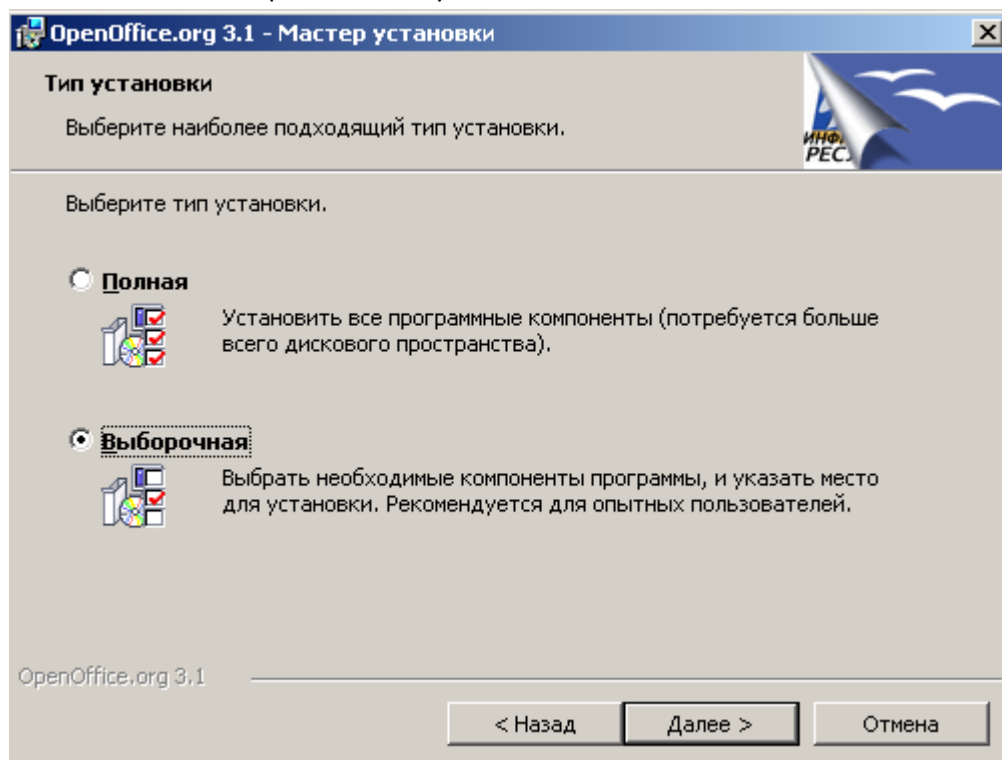 OpenOffice.org 3.1 - Мастер установки
Тип установки
Выберите наиболее подходящий тип установки.
Выберите тип установки.
Полная
Установить все программные компоненты (потребуется больше
всего дискового пространства).
Выборочная
Выбрать необходимые компоненты программы, и указать место
для установки. Рекомендуется для опытных пользователей.
OpenOffice.org 3.1
< Назад
Далее >
Отмена